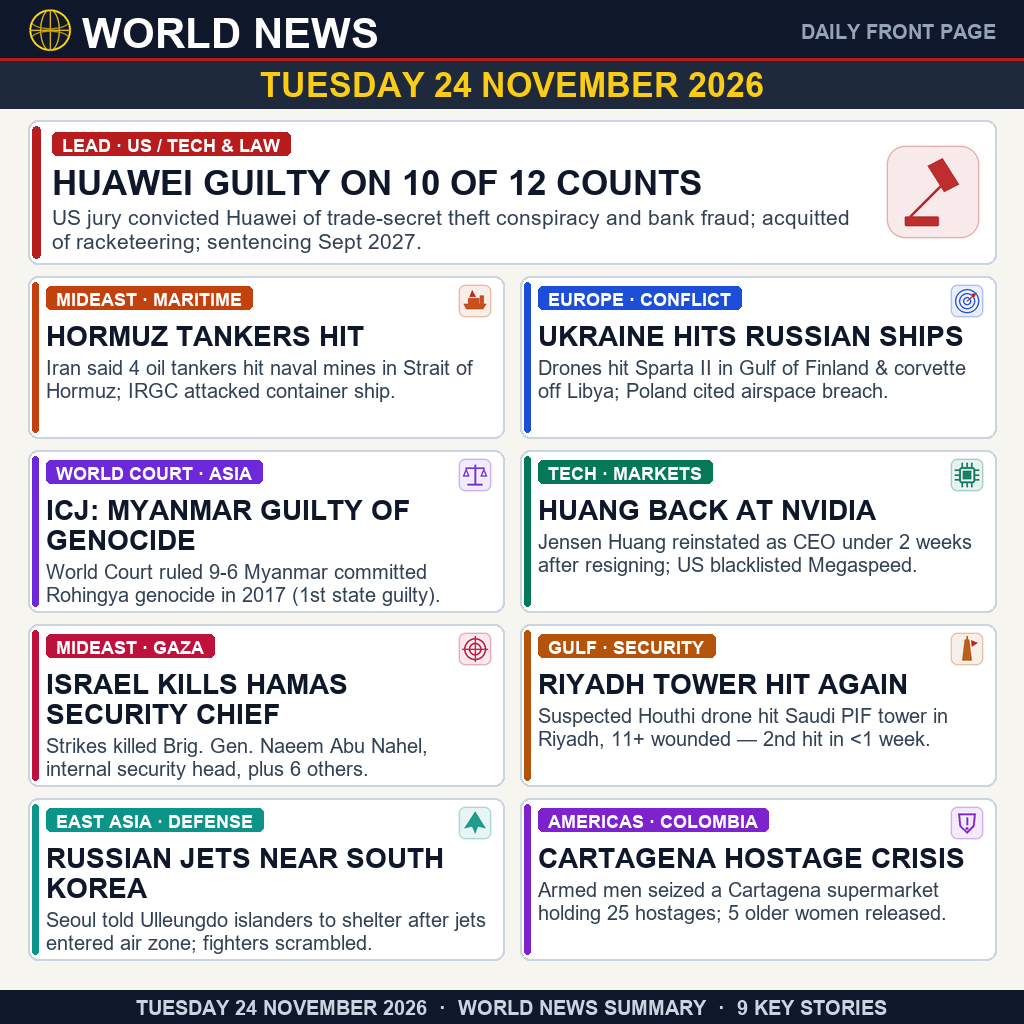 WORLD NEWS
DAILY FRONT PAGE
TUESDAY 24 NOVEMBER 2026
LEAD · US / TECH & LAW
HUAWEI GUILTY ON 10 OF 12 COUNTS
US jury convicted Huawei of trade-secret theft conspiracy and bank fraud; acquitted
of racketeering; sentencing Sept 2027.
MIDEAST · MARITIME
HORMUZ TANKERS HIT
Iran said 4 oil tankers hit naval mines in Strait of
Hormuz; IRGC attacked container ship.
EUROPE · CONFLICT
UKRAINE HITS RUSSIAN SHIPS
Drones hit Sparta II in Gulf of Finland & corvette
off Libya; Poland cited airspace breach.
WORLD COURT · ASIA
ICJ: MYANMAR GUILTY OF
GENOCIDE
World Court ruled 9-6 Myanmar committed
Rohingya genocide in 2017 (1st state guilty).
TECH · MARKETS
HUANG BACK AT NVIDIA
Jensen Huang reinstated as CEO under 2 weeks
after resigning; US blacklisted Megaspeed.
MIDEAST · GAZA
ISRAEL KILLS HAMAS
SECURITY CHIEF
Strikes killed Brig. Gen. Naeem Abu Nahel,
internal security head, plus 6 others.
GULF · SECURITY
RIYADH TOWER HIT AGAIN
Suspected Houthi drone hit Saudi PIF tower in
Riyadh, 11+ wounded — 2nd hit in <1 week.
EAST ASIA · DEFENSE
RUSSIAN JETS NEAR SOUTH
KOREA
Seoul told Ulleungdo islanders to shelter after jets
entered air zone; fighters scrambled.
AMERICAS · COLOMBIA
CARTAGENA HOSTAGE CRISIS
Armed men seized a Cartagena supermarket
holding 25 hostages; 5 older women released.
TUESDAY 24 NOVEMBER 2026 · WORLD NEWS SUMMARY · 9 KEY STORIES